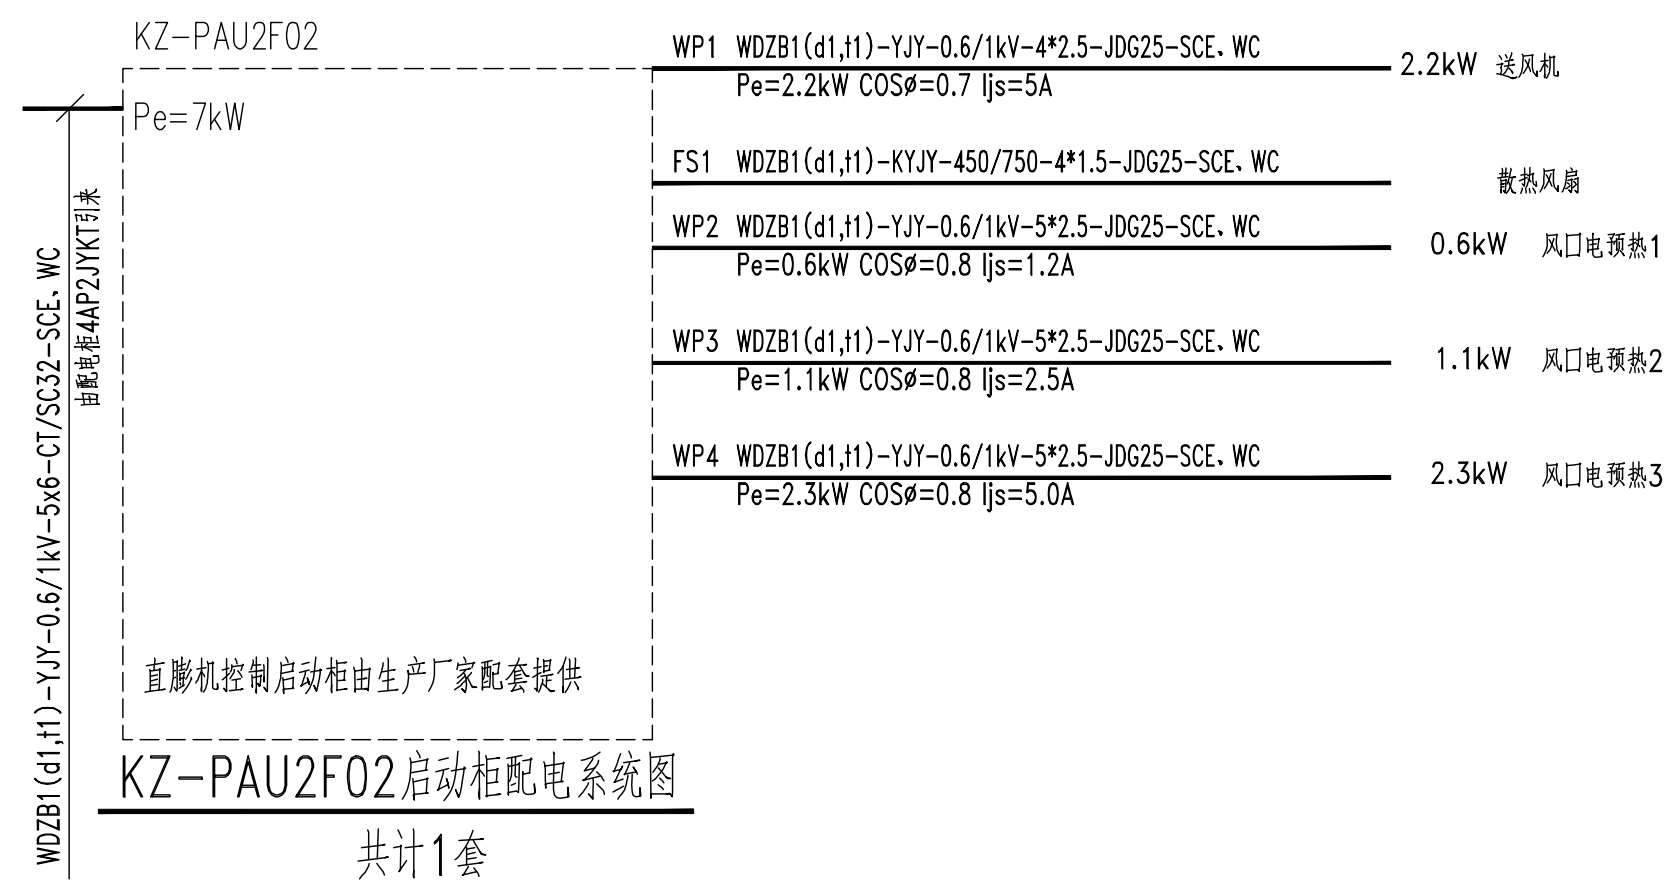 KZ-PAU2F02
Pe=7kW
WDZB1(d1,t1)-YJY-0.6/1kV-5x6-CT/SC32-SCE、WC
由配电柜4AP2JYKT引来
WP1 WDZB1(d1,t1)-YJY-0.6/1kV-4*2.5-JDG25-SCE、WC
Pe=2.2kW COSø=0.7 Ijs=5A
2.2kW 送风机
FS1 WDZB1(d1,t1)-KYJY-450/750-4*1.5-JDG25-SCE、WC
散热风扇
WP2 WDZB1(d1,t1)-YJY-0.6/1kV-5*2.5-JDG25-SCE、WC
Pe=0.6kW COSø=0.8 Ijs=1.2A
0.6kW 风口电预热1
WP3 WDZB1(d1,t1)-YJY-0.6/1kV-5*2.5-JDG25-SCE、WC
Pe=1.1kW COSø=0.8 Ijs=2.5A
1.1kW 风口电预热2
WP4 WDZB1(d1,t1)-YJY-0.6/1kV-5*2.5-JDG25-SCE、WC
Pe=2.3kW COSø=0.8 Ijs=5.0A
2.3kW 风口电预热3
直膨机控制启动柜由生产厂家配套提供
KZ-PAU2F02启动柜配电系统图
共计1套